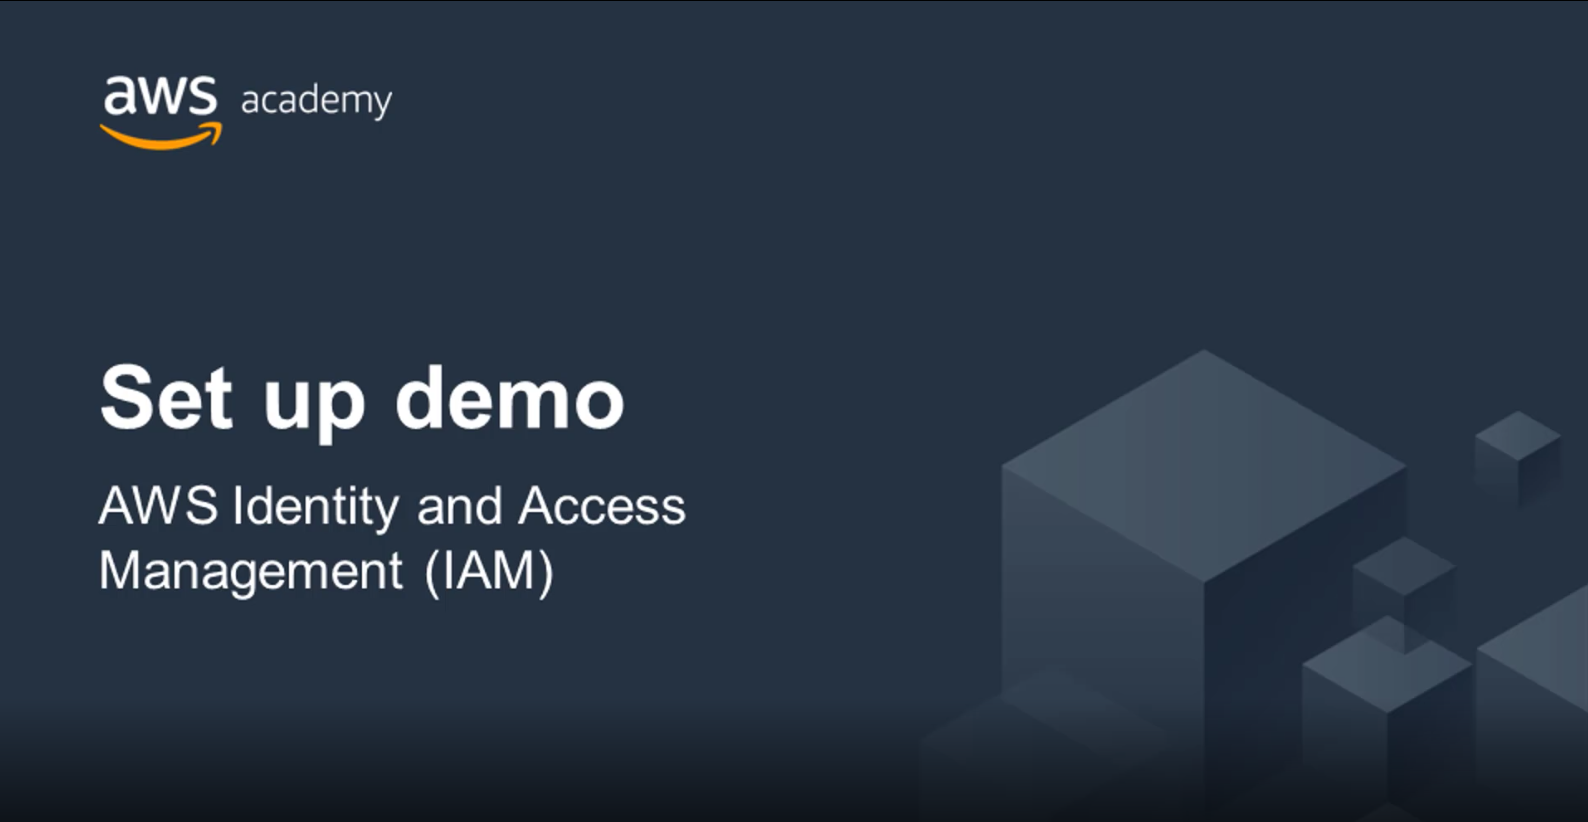 aws academy
Set up demo
AWS Identity and Access
Management (IAM)